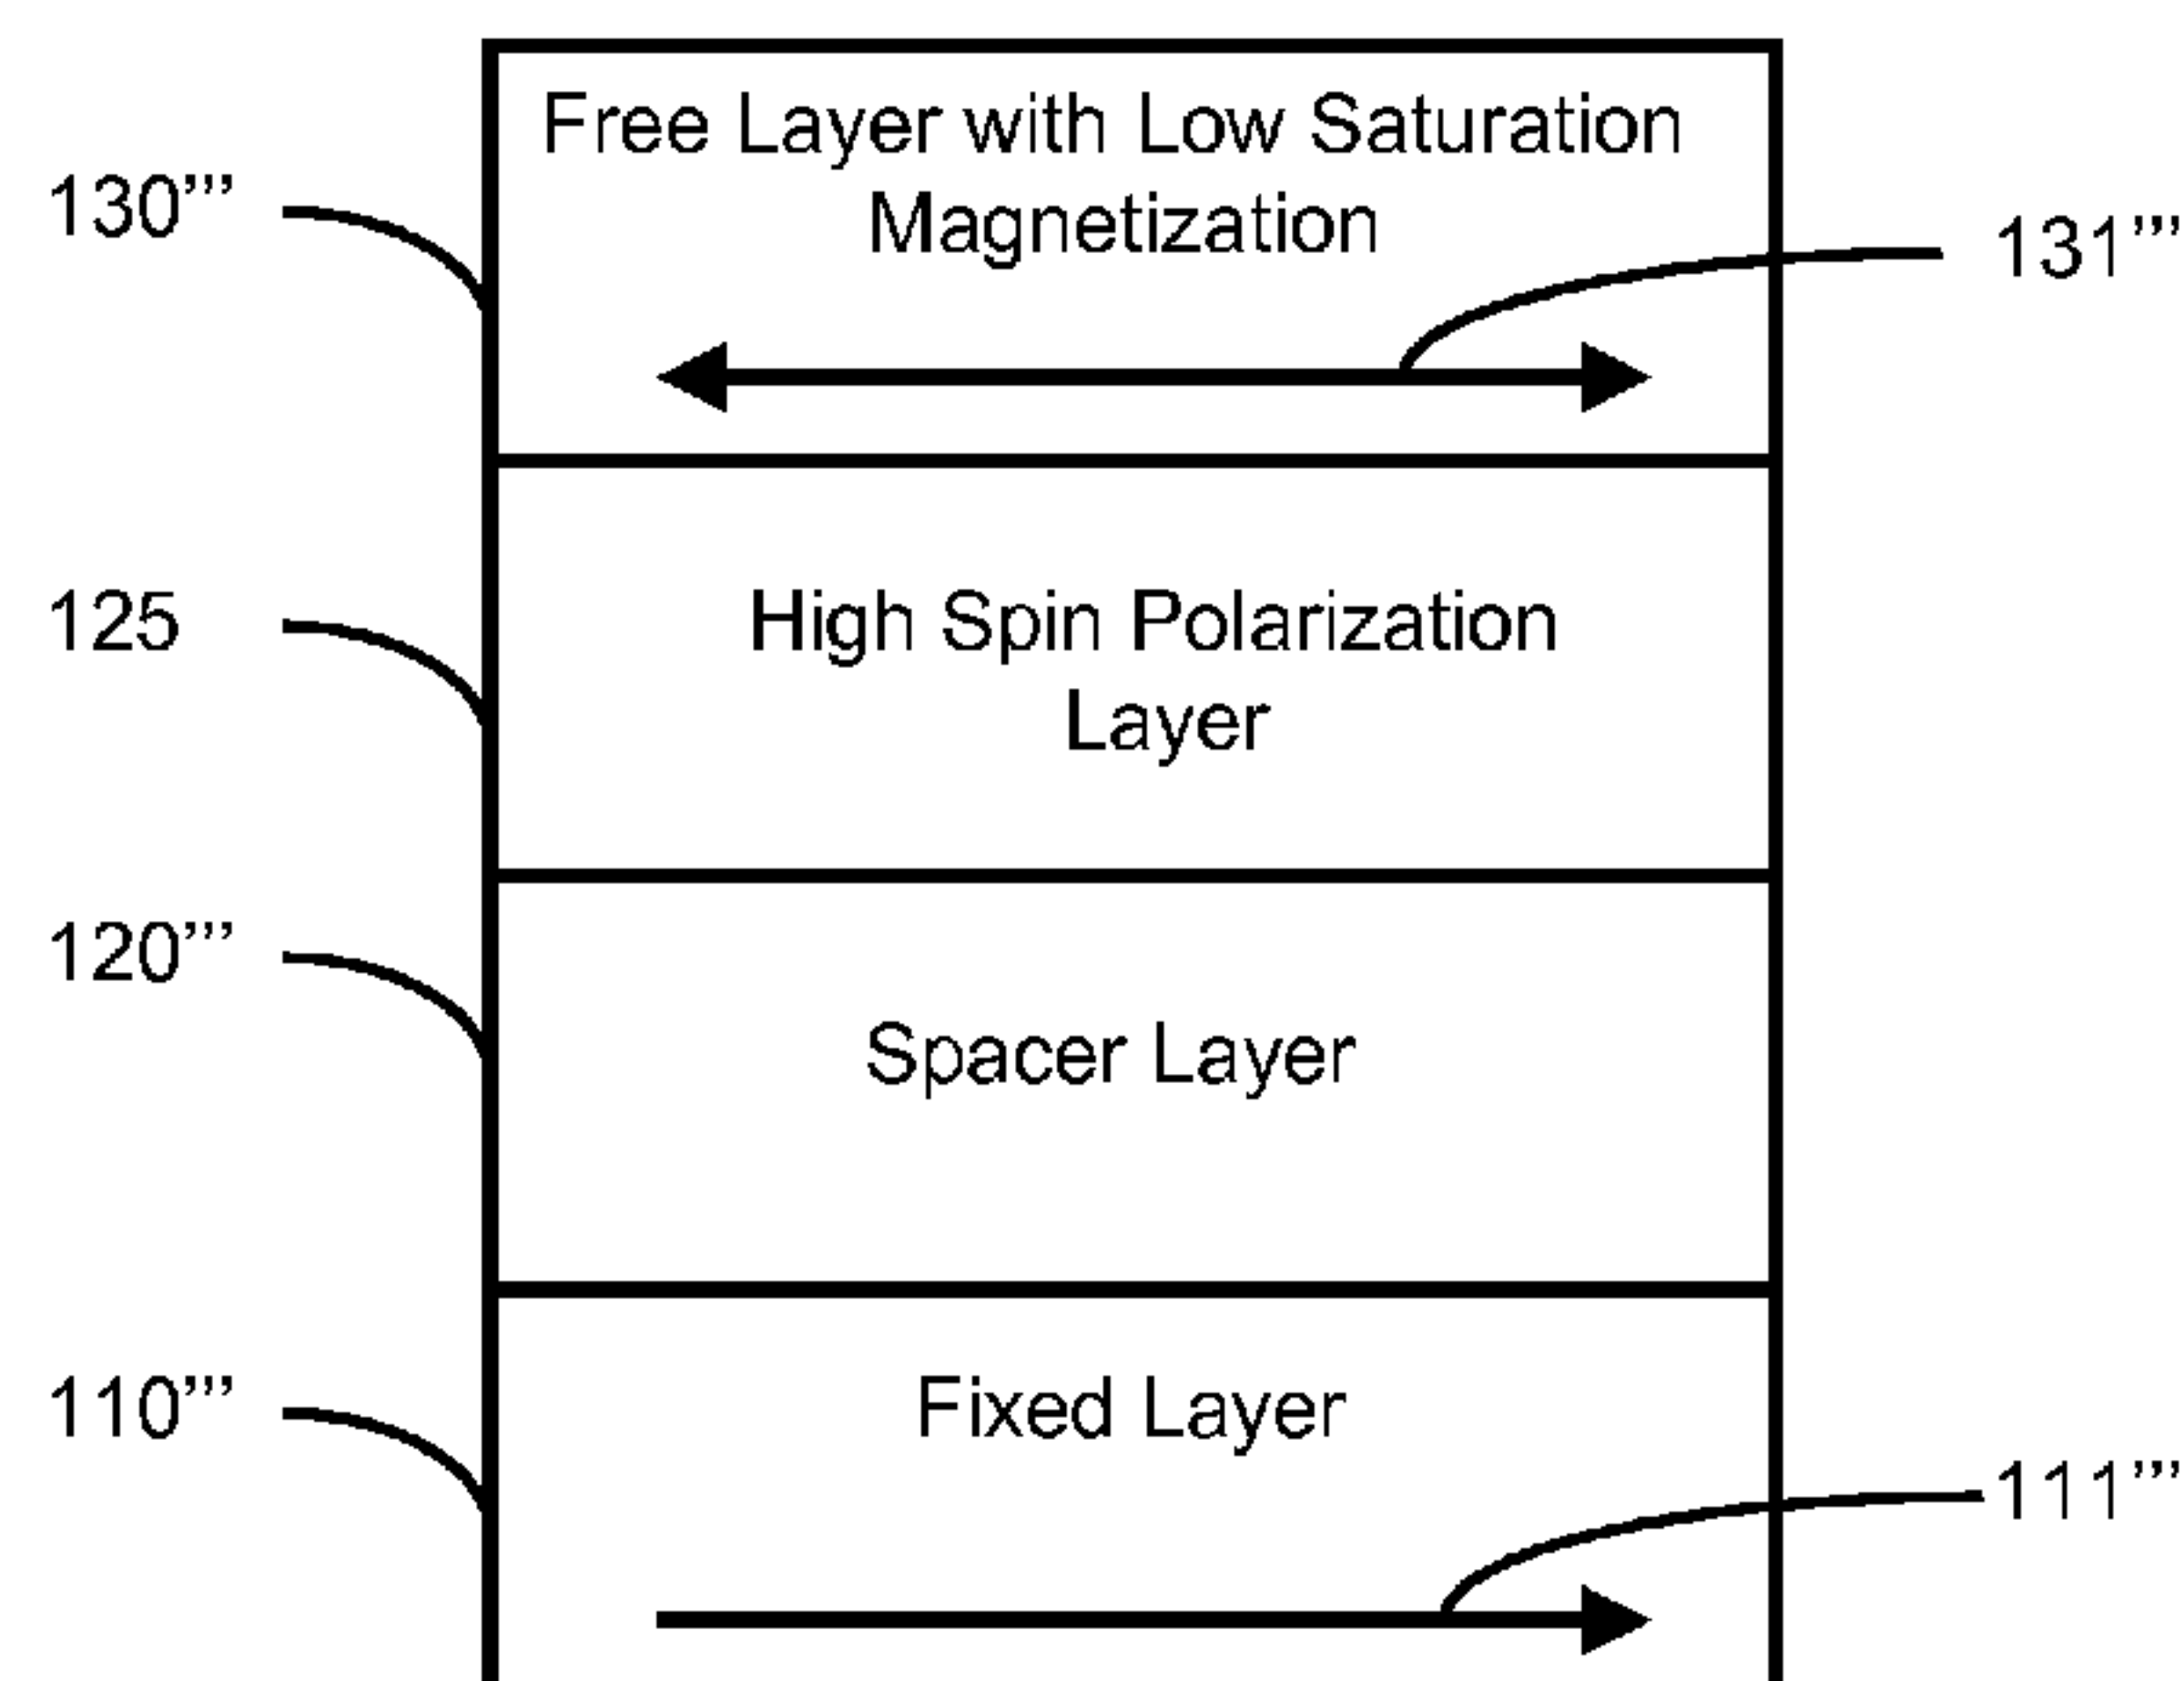 Free Layer with Low Saturation
Magnetization
130’’’
131’’’
125
High Spin Polarization
Layer
120’’’
Spacer Layer
110’’’
Fixed Layer
111’’’